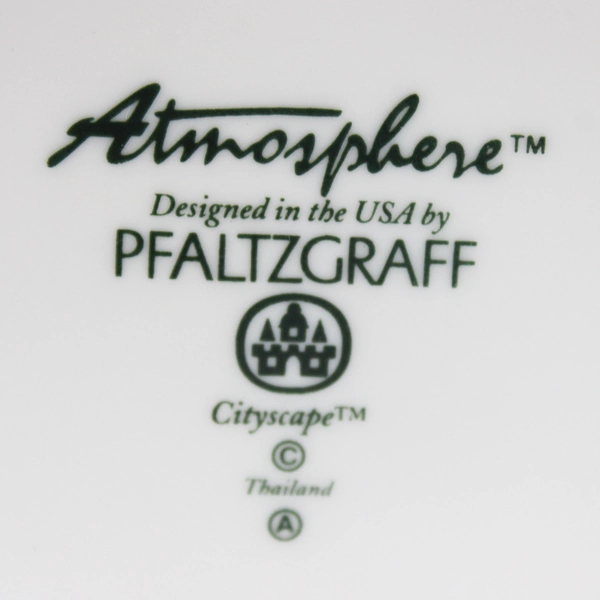 Atmosphere™
Designed in the USA by
PFALTZGRAFF
Cityscape™
©
Thailand
Ⓐ